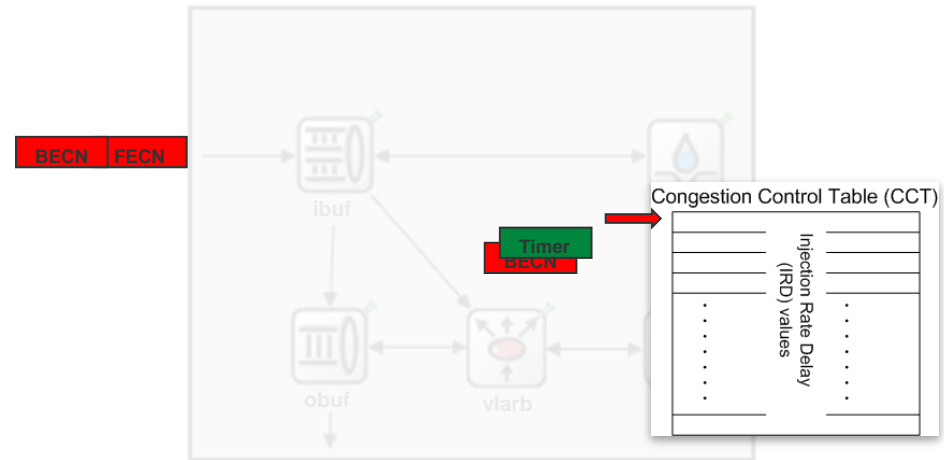 BECN FECN
ibuf
Congestion Control Table (CCT)
Timer
BECN
Injection Rate Delay
(IRD) values
obuf
vlarb